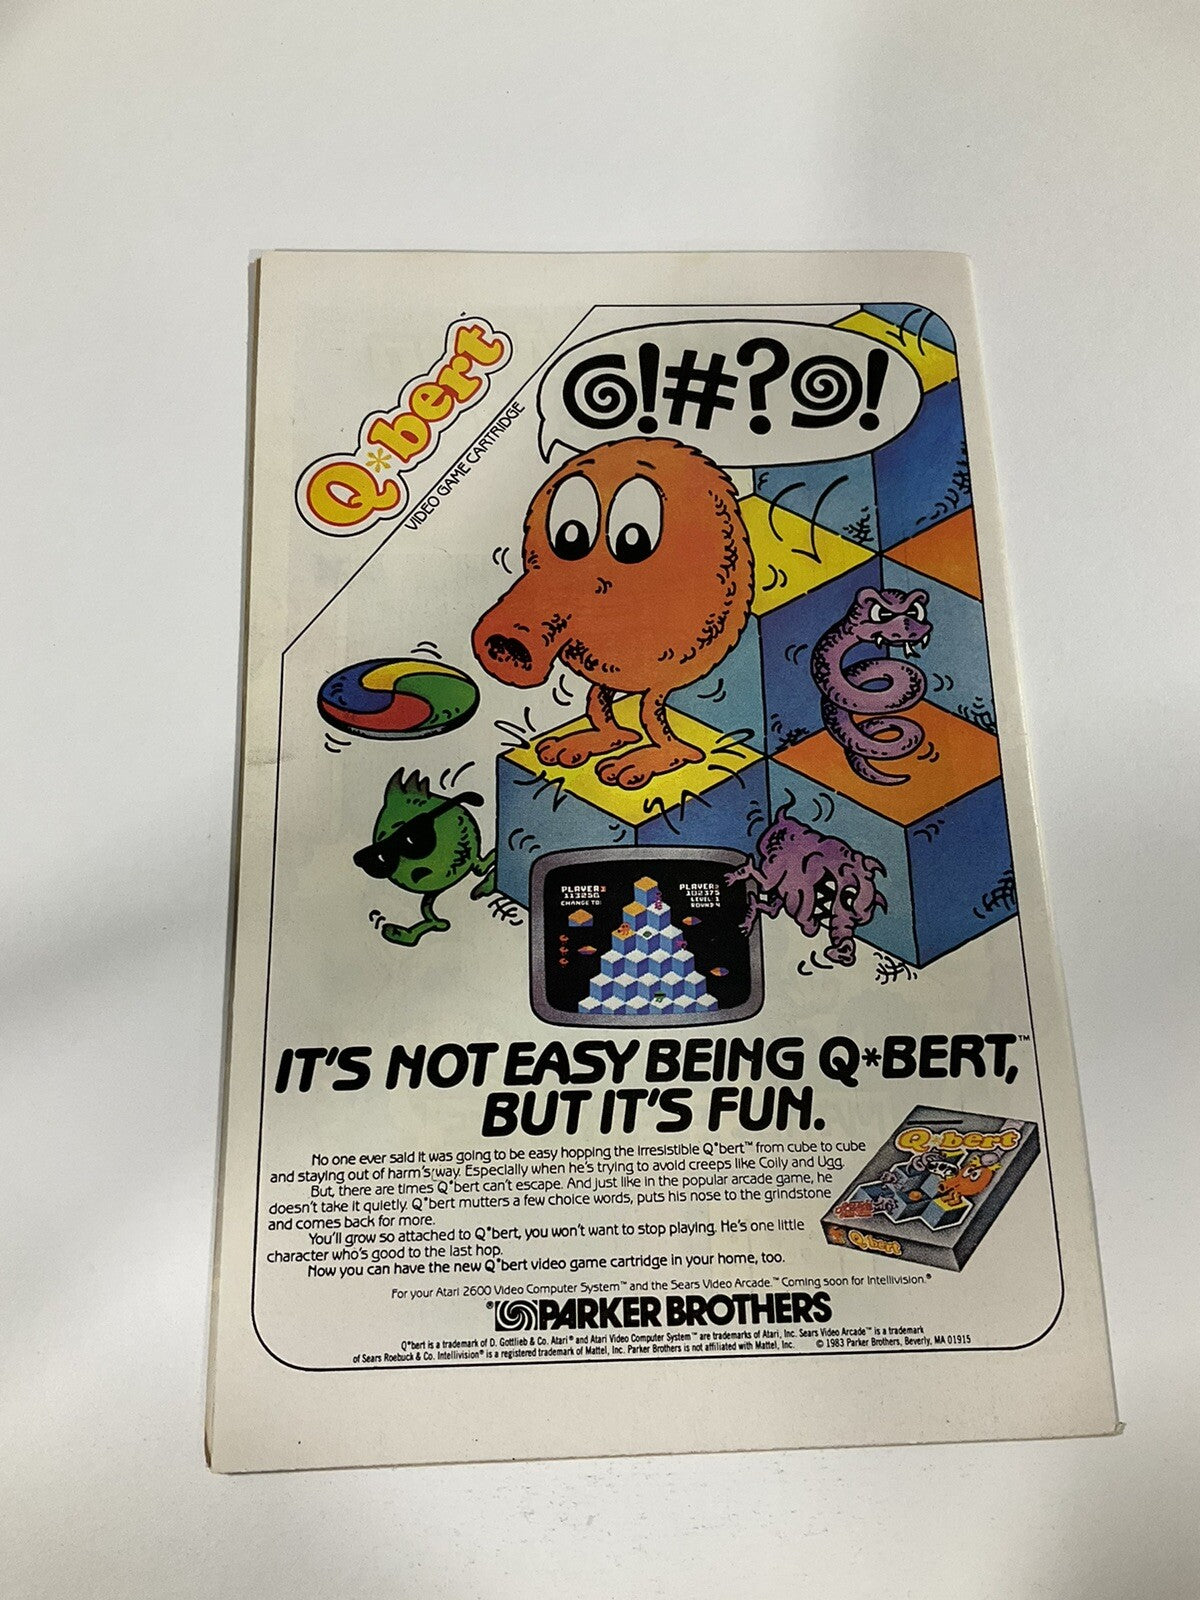 Q*bert
VIDEO GAME CARTRIDGE
@!#?@!
PLAYER 1
PLAYER 2
113250
102375
CHANGE TO:
LEVEL: 1
ROUND: 4
IT'S NOT EASY BEING Q*BERT,™
BUT IT'S FUN.
No one ever said it was going to be easy hopping the irresistible Q*bert™ from cube to cube
and staying out of harm's way. Especially when he's trying to avoid creeps like Coily and Ugg.
But, there are times Q*bert can't escape. And just like in the popular arcade game, he
doesn't take it quietly. Q*bert mutters a few choice words, puts his nose to the grindstone
and comes back for more.
You'll grow so attached to Q*bert, you won't want to stop playing. He's one little
character who's good to the last hop.
Now you can have the new Q*bert video game cartridge in your home, too.
Q*bert
Q*bert
For your Atari 2600 Video Computer System™ and the Sears Video Arcade.™ Coming soon for Intellivision.®
PARKER BROTHERS
Q*bert is a trademark of D. Gottlieb & Co. Atari® and Atari Video Computer System™ are trademarks of Atari, Inc. Sears Video Arcade™ is a trademark
of Sears Roebuck & Co. Intellivision® is a registered trademark of Mattel, Inc. Parker Brothers is not affiliated with Mattel, Inc. © 1983 Parker Brothers, Beverly, MA 01915